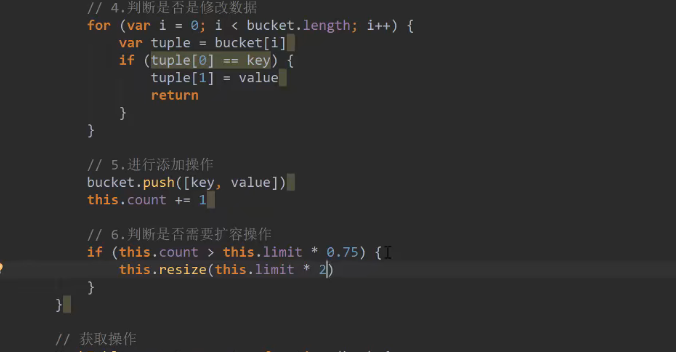 // 4.判断是否是修改数据
for (var i = 0; i < bucket.length; i++) {
var tuple = bucket[i]
if (tuple[0] == key) {
tuple[1] = value
return
}
}
// 5.进行添加操作
bucket.push([key, value])
this.count += 1
// 6.判断是否需要扩容操作
if (this.count > this.limit * 0.75) {
this.resize(this.limit * 2)
}
}
// 获取操作